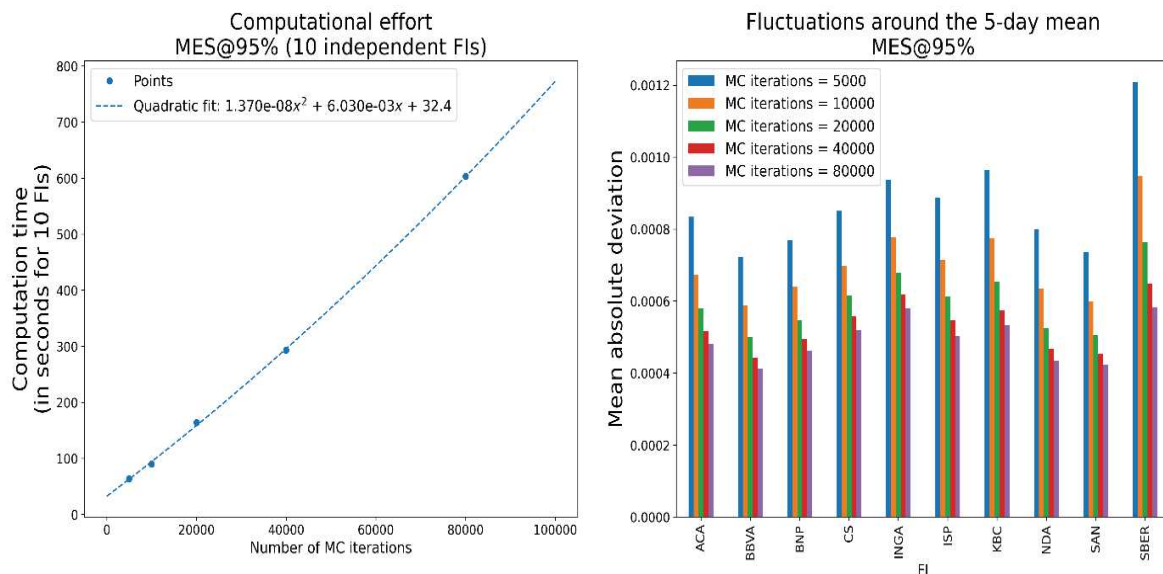 Computational effort
MES@95% (10 independent FIs)
800
700
600
500
400
300
200
100
0
Computation time
(in seconds for 10 FIs)
Points
Quadratic fit: 1.370e-08x² + 6.030e-03x + 32.4
0
20000
40000
60000
80000
100000
Number of MC iterations
Fluctuations around the 5-day mean
MES@95%
0.0012
0.0010
0.0008
0.0006
0.0004
0.0002
0.0000
Mean absolute deviation
MC iterations = 5000
MC iterations = 10000
MC iterations = 20000
MC iterations = 40000
MC iterations = 80000
ACA
BBVA
BNP
CS
INGA
ISP
KBC
NDA
SAN
SBER
FI